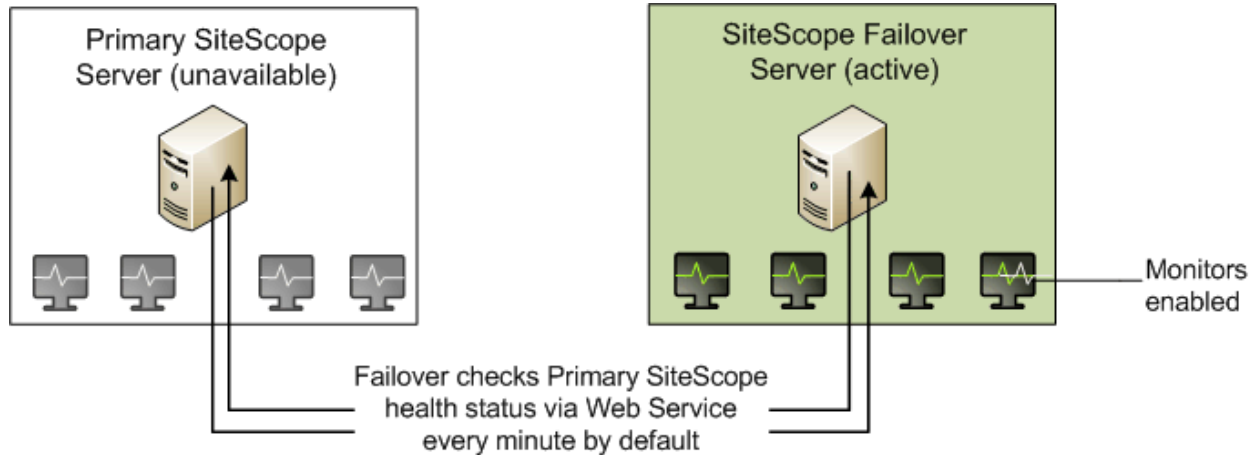 Primary SiteScope
Server (unavailable)
SiteScope Failover
Server (active)
Monitors
enabled
Failover checks Primary SiteScope
health status via Web Service
every minute by default